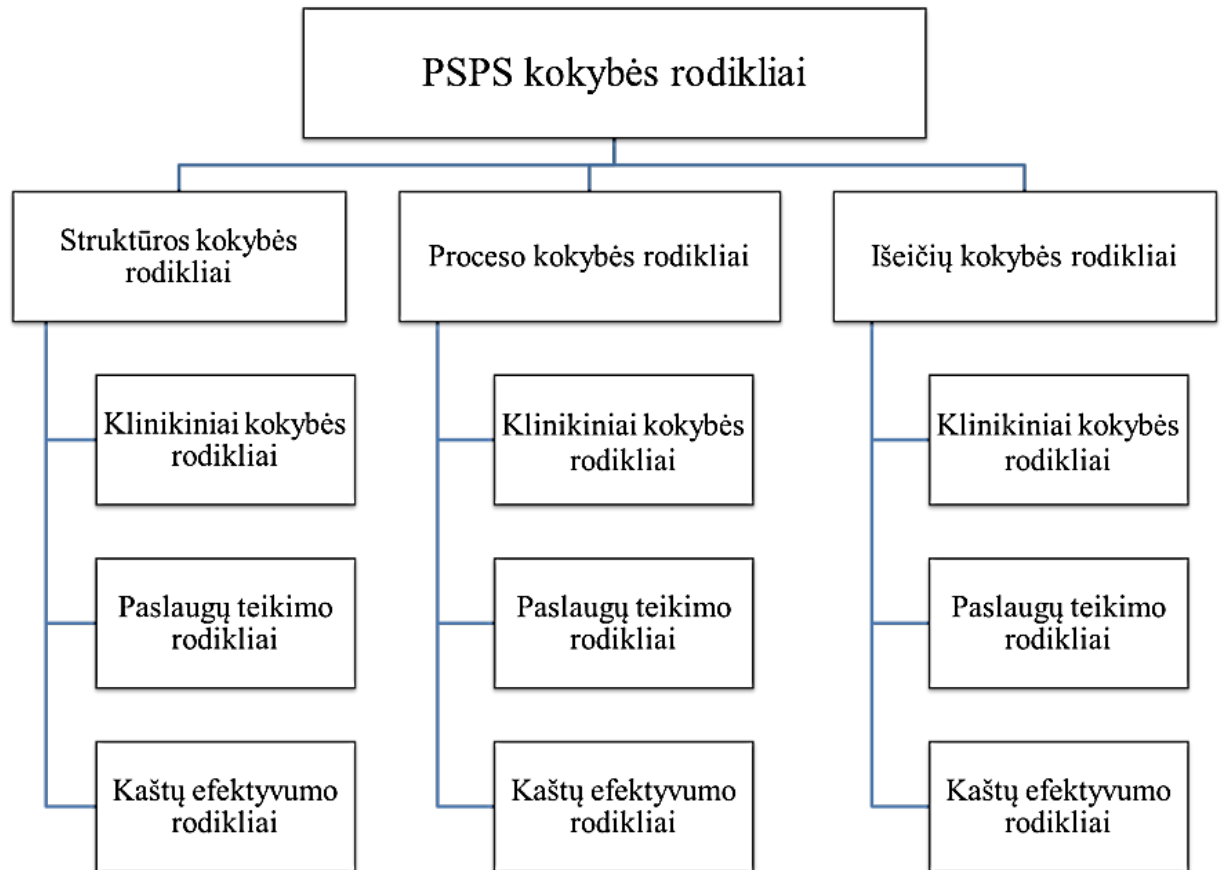 PSPS kokybės rodikliai
Struktūros kokybės
rodikliai
Klinikiniai kokybės
rodikliai
Paslaugų teikimo
rodikliai
Kaštų efektyvumo
rodikliai
Proceso kokybės rodikliai
Klinikiniai kokybės
rodikliai
Paslaugų teikimo
rodikliai
Kaštų efektyvumo
rodikliai
Išeičių kokybės rodikliai
Klinikiniai kokybės
rodikliai
Paslaugų teikimo
rodikliai
Kaštų efektyvumo
rodikliai